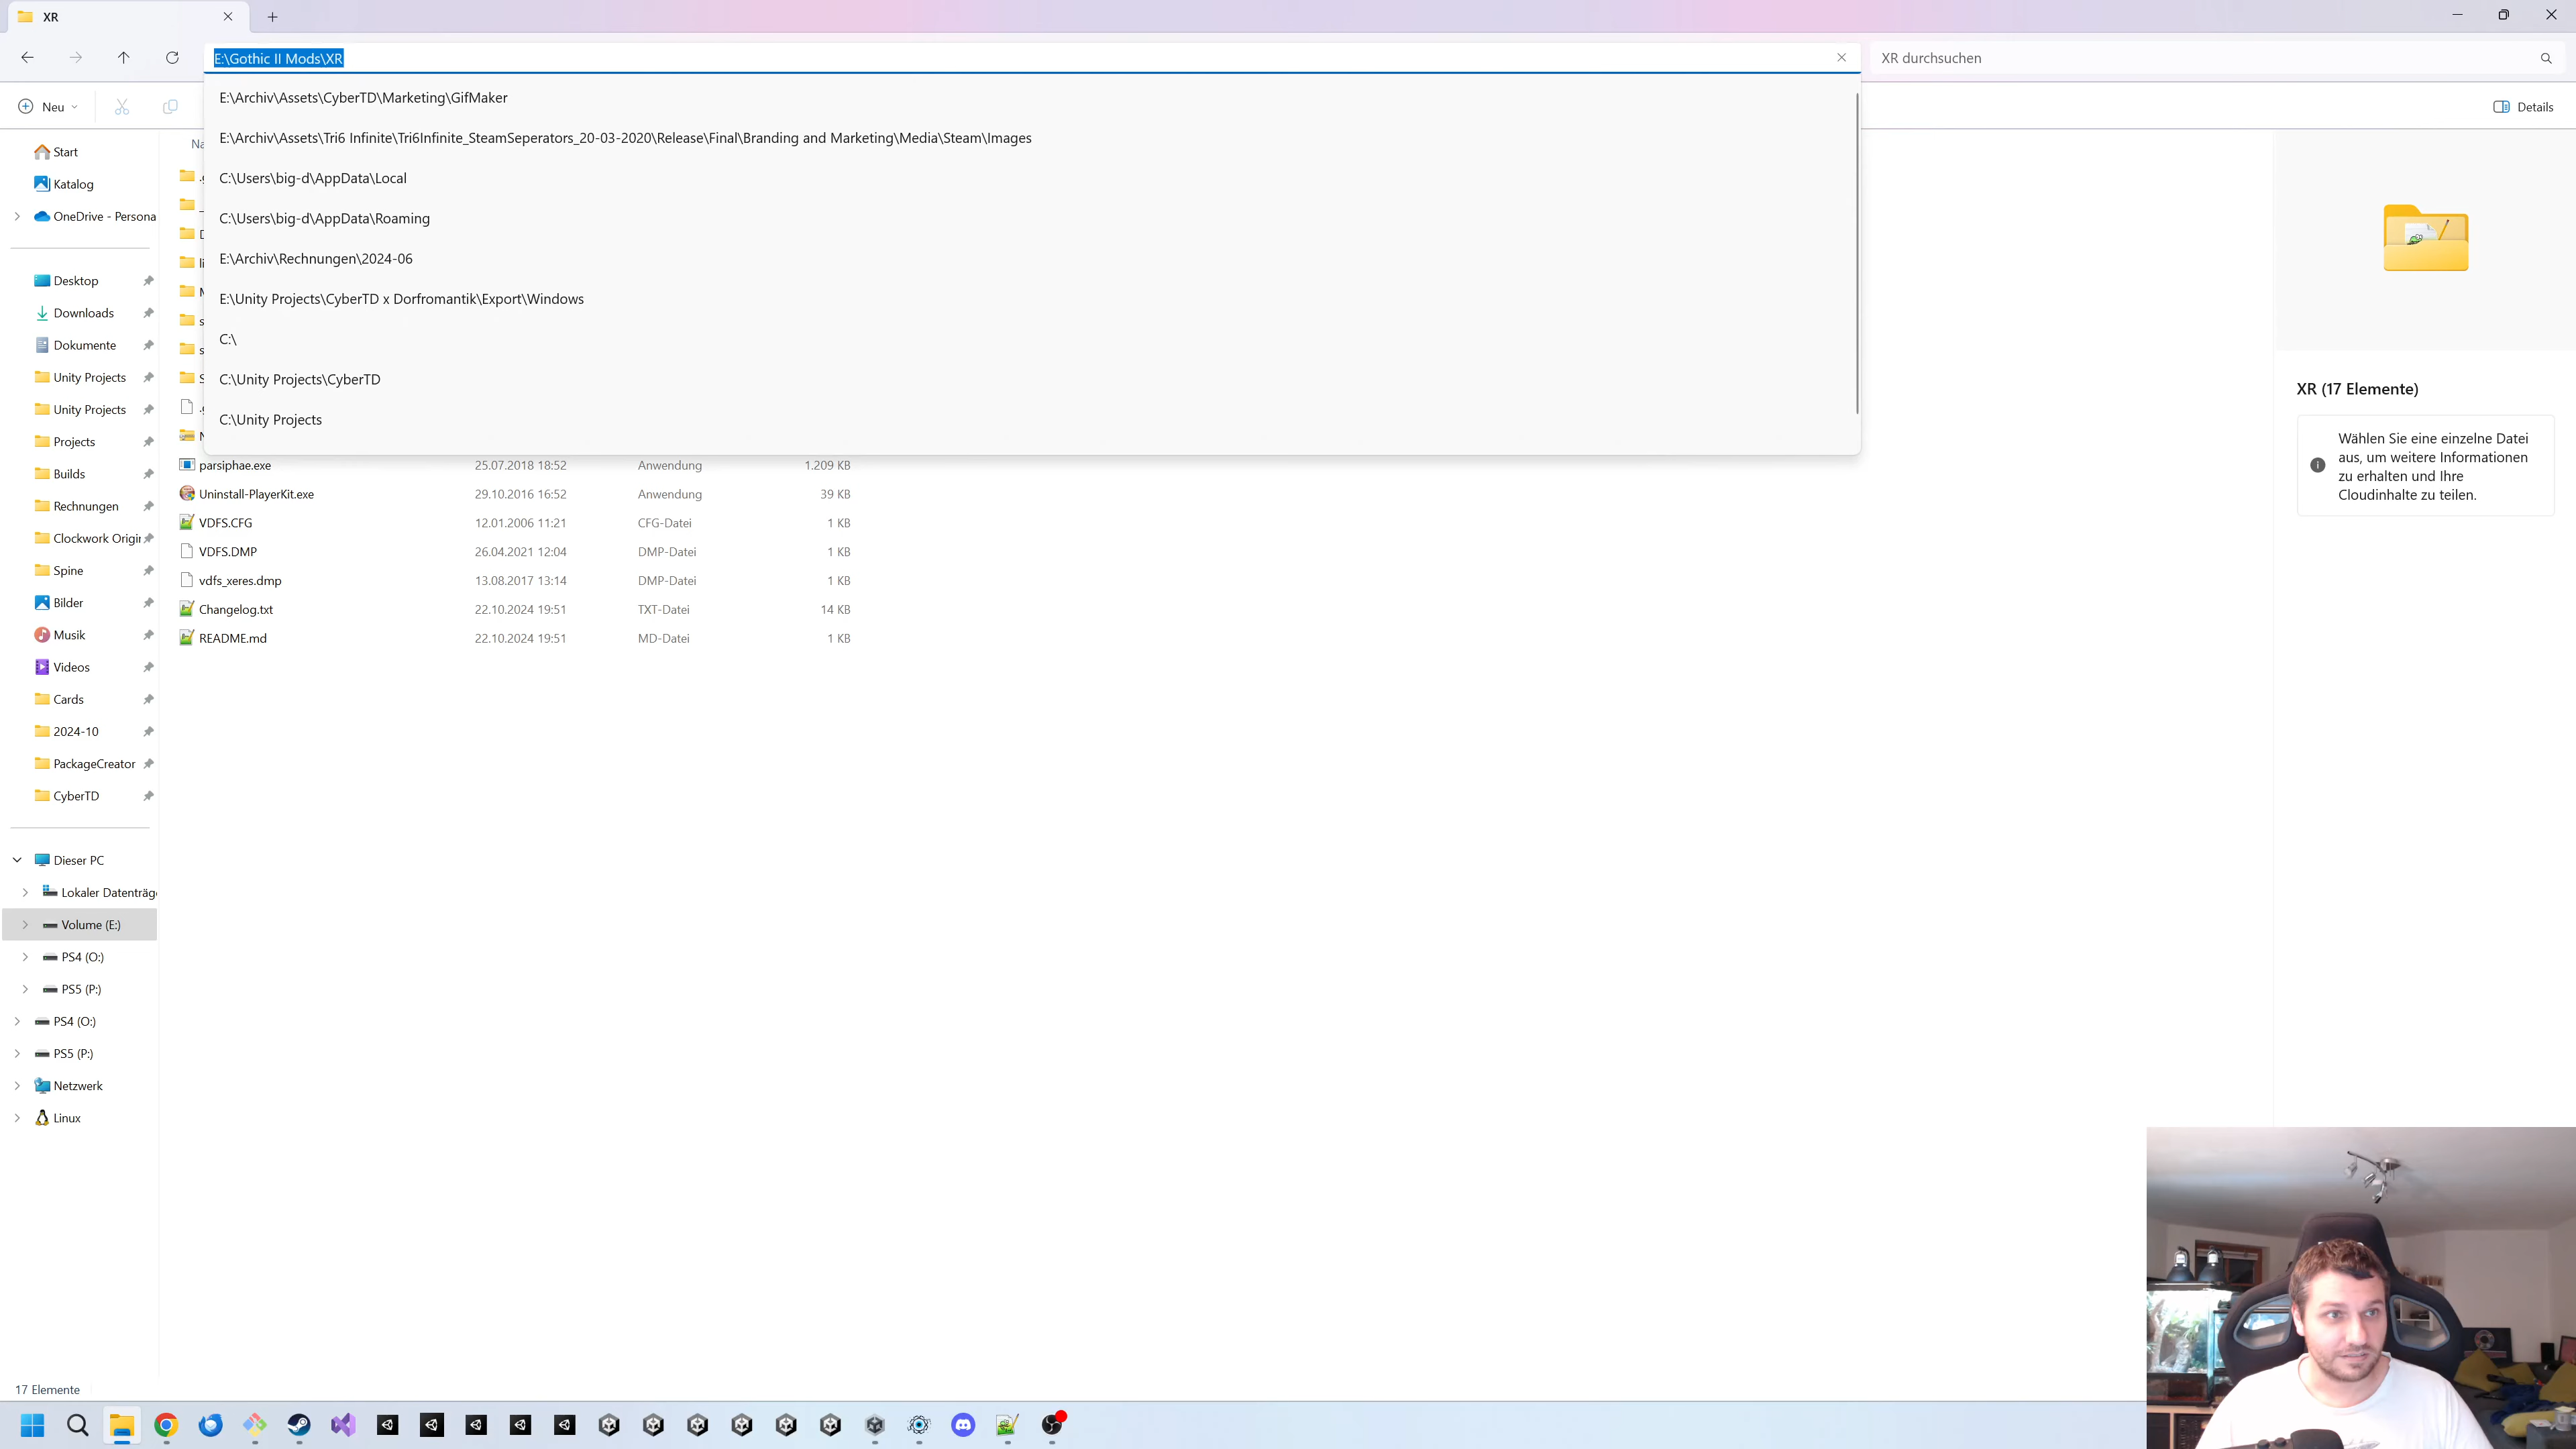 XR
E:\Gothic II Mods\XR
XR durchsuchen
E:\Archiv\Assets\CyberTD\Marketing\GifMaker
E:\Archiv\Assets\Tri6 Infinite\Tri6Infinite_SteamSeperators_20-03-2020\Release\Final\Branding and Marketing\Media\Steam\Images
C:\Users\big-d\AppData\Local
C:\Users\big-d\AppData\Roaming
E:\Archiv\Rechnungen\2024-06
E:\Unity Projects\CyberTD x Dorfromantik\Export\Windows
C:\
C:\Unity Projects\CyberTD
C:\Unity Projects
Neu
Details
Start
Katalog
OneDrive - Persona
Desktop
Downloads
Dokumente
Unity Projects
Unity Projects
Projects
Builds
Rechnungen
Clockwork Origin
Spine
Bilder
Musik
Videos
Cards
2024-10
PackageCreator
CyberTD
Dieser PC
Lokaler Datenträge
Volume (E:)
PS4 (O:)
PS5 (P:)
PS4 (O:)
PS5 (P:)
Netzwerk
Linux
parsiphae.exe 25.07.2018 18:52 Anwendung 1.209 KB
Uninstall-PlayerKit.exe 29.10.2016 16:52 Anwendung 39 KB
VDFS.CFG 12.01.2006 11:21 CFG-Datei 1 KB
VDFS.DMP 26.04.2021 12:04 DMP-Datei 1 KB
vdfs_xeres.dmp 13.08.2017 13:14 DMP-Datei 1 KB
Changelog.txt 22.10.2024 19:51 TXT-Datei 14 KB
README.md 22.10.2024 19:51 MD-Datei 1 KB
XR (17 Elemente)
Wählen Sie eine einzelne Datei
aus, um weitere Informationen
zu erhalten und Ihre
Cloudinhalte zu teilen.
17 Elemente